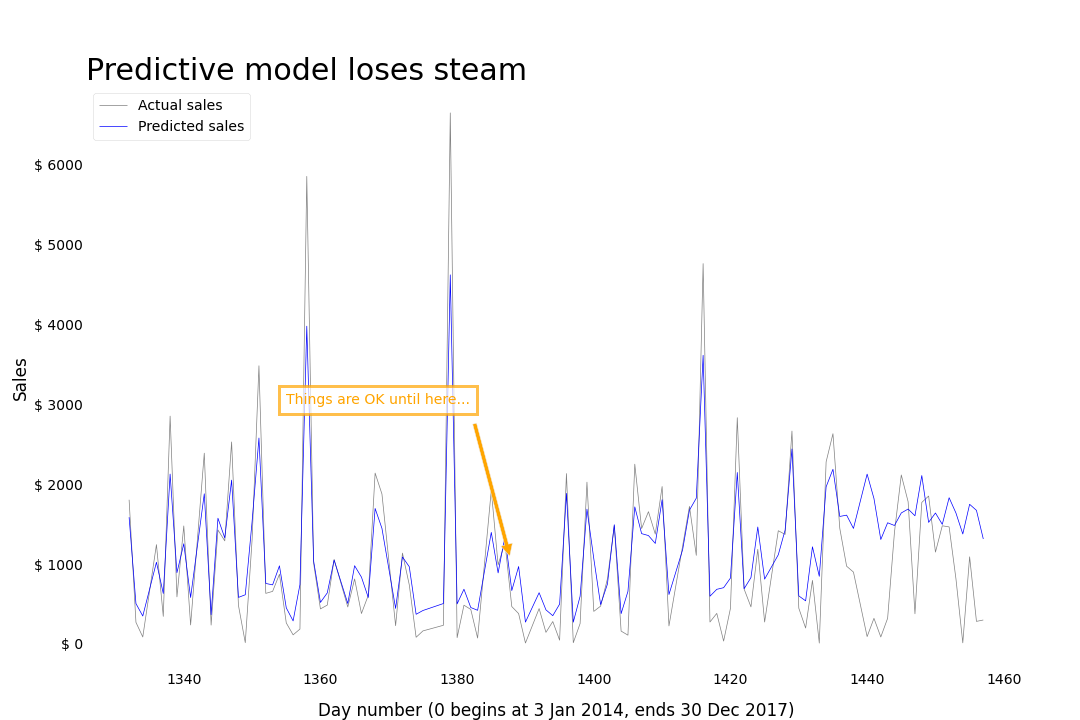 Predictive model loses steam
Actual sales
Predicted sales
$ 6000
$ 5000
$ 4000
$ 3000
$ 2000
$ 1000
$ 0
Sales
Things are OK until here...
1340 1360 1380 1400 1420 1440 1460
Day number (0 begins at 3 Jan 2014, ends 30 Dec 2017)